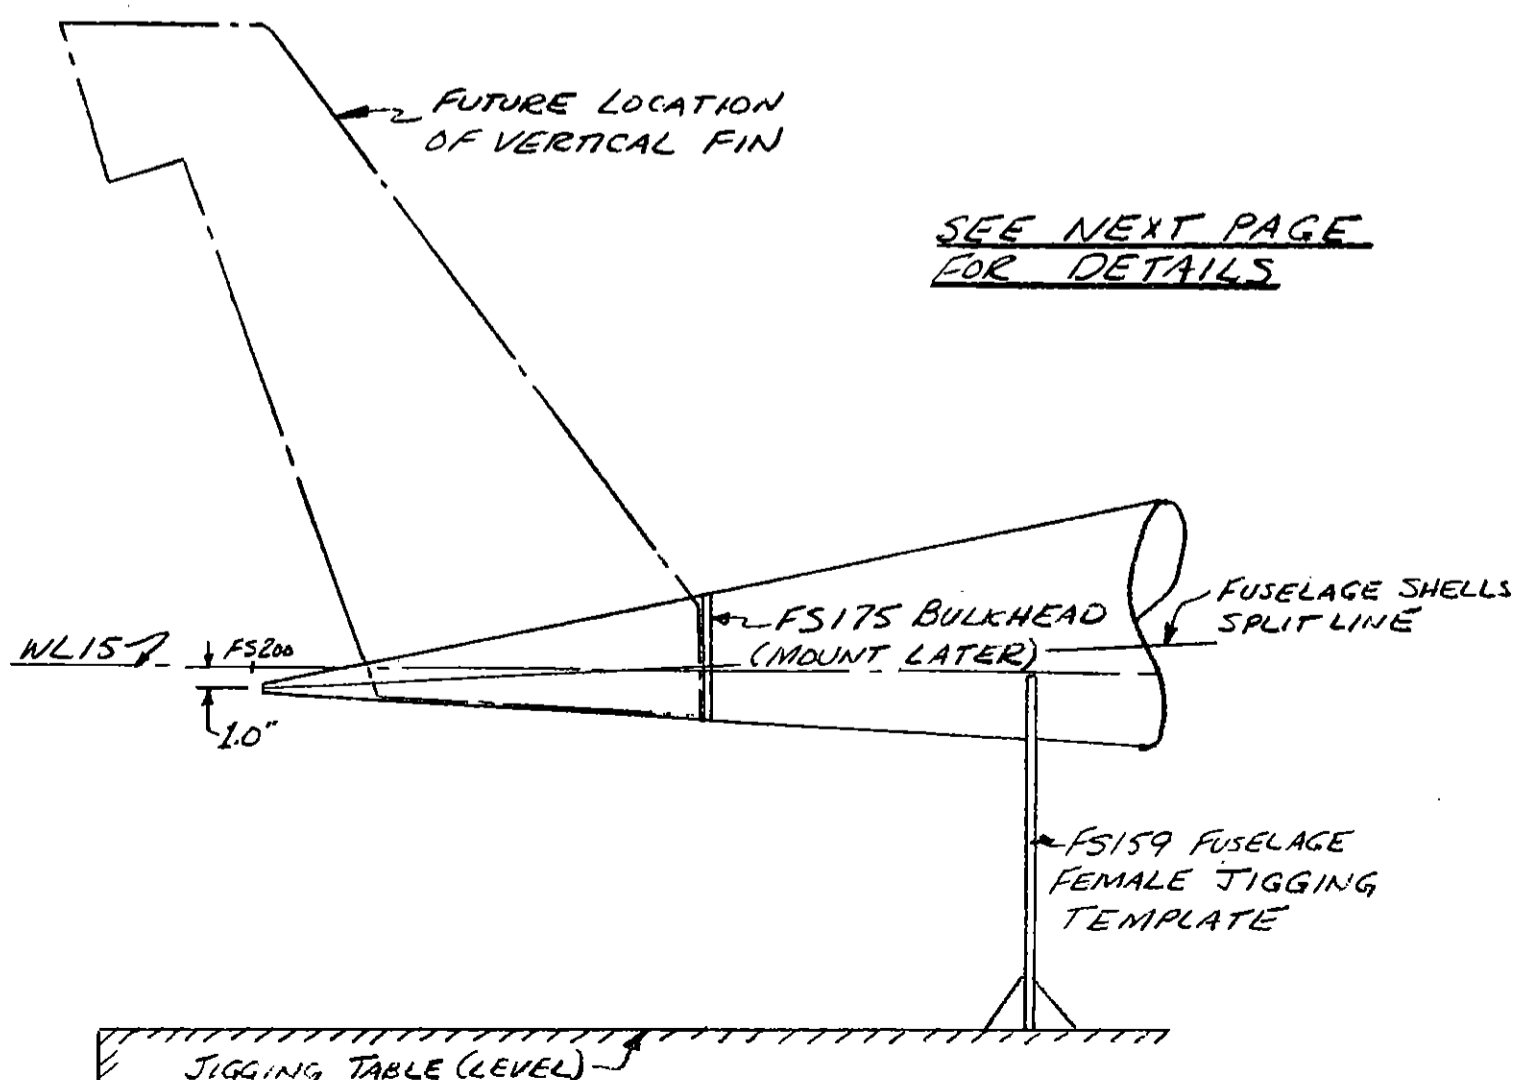 FUTURE LOCATION
OF VERTICAL FIN
SEE NEXT PAGE
FOR DETAILS
FUSELAGE SHELLS
SPLIT LINE
FS175 BULKHEAD
(MOUNT LATER)
WL15
FS200
1.0"
FS159 FUSELAGE
FEMALE JIGGING
TEMPLATE
JIGGING TABLE (LEVEL)